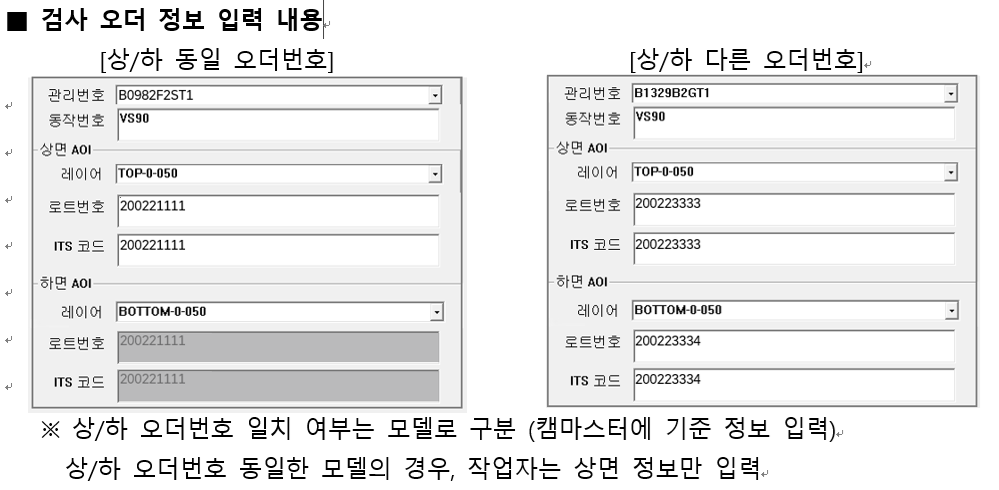 ■ 검사 오더 정보 입력 내용
[상/하 동일 오더번호]
관리번호 B0982F2ST1
동작번호 VS90
상면 AOI
레이어 TOP-0-050
로트번호 200221111
ITS 코드 200221111
하면 AOI
레이어 BOTTOM-0-050
로트번호 200221111
ITS 코드 200221111
[상/하 다른 오더번호]
관리번호 B1329B2GT1
동작번호 VS90
상면 AOI
레이어 TOP-0-050
로트번호 200223333
ITS 코드 200223333
하면 AOI
레이어 BOTTOM-0-050
로트번호 200223334
ITS 코드 200223334
※ 상/하 오더번호 일치 여부는 모델로 구분 (캠마스터에 기준 정보 입력)
상/하 오더번호 동일한 모델의 경우, 작업자는 상면 정보만 입력